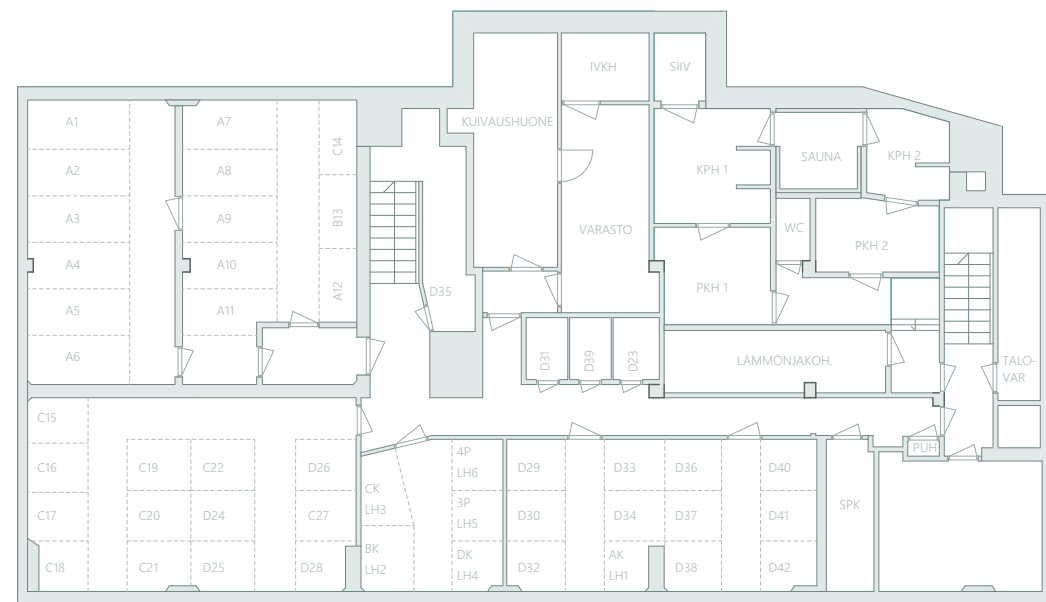 IVKH
SIIV
A1
A7
KUIVAUSHUONE
C14
SAUNA
KPH 2
A2
A8
KPH 1
A3
A9
B13
VARASTO
WC
PKH 2
A4
A10
A5
A11
A12
D35
PKH 1
A6
D31
D39
D23
LÄMMÖNJAKOH.
TALO-
VAR
C15
C16
C19
C22
D26
4P
LH6
D29
D33
D36
D40
PUH
CK
LH3
3P
LH5
C17
C20
D24
C27
D30
D34
D37
D41
SPK
BK
LH2
DK
LH4
AK
LH1
C18
C21
D25
D28
D32
D38
D42